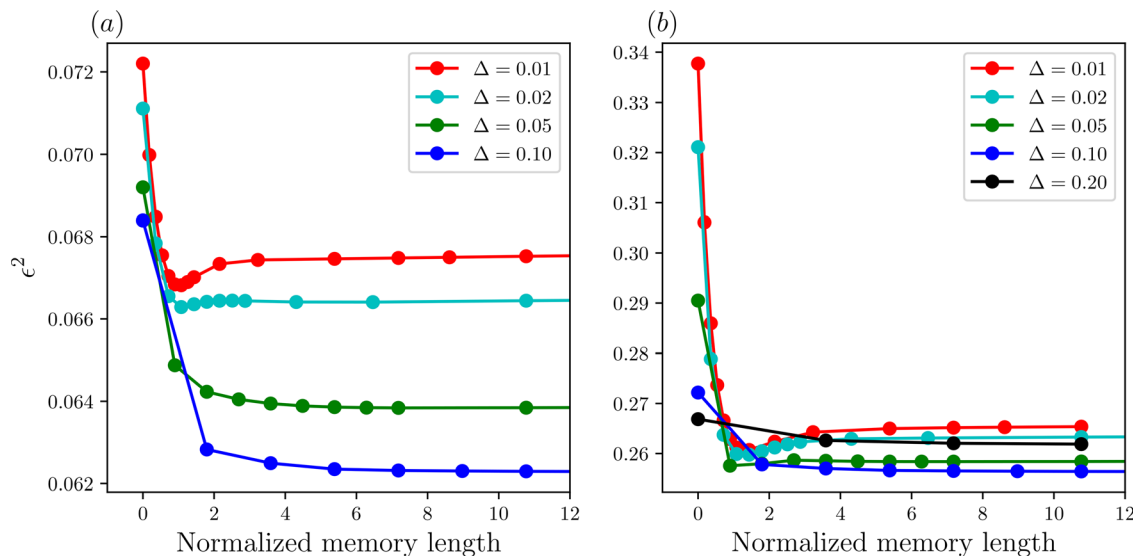 (a)
ϵ²
0.072
0.070
0.068
0.066
0.064
0.062
Δ = 0.01
Δ = 0.02
Δ = 0.05
Δ = 0.10
0 2 4 6 8 10 12
Normalized memory length
(b)
0.34
0.33
0.32
0.31
0.30
0.29
0.28
0.27
0.26
Δ = 0.01
Δ = 0.02
Δ = 0.05
Δ = 0.10
Δ = 0.20
0 2 4 6 8 10 12
Normalized memory length